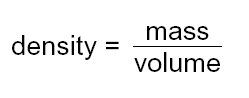 density = mass
volume